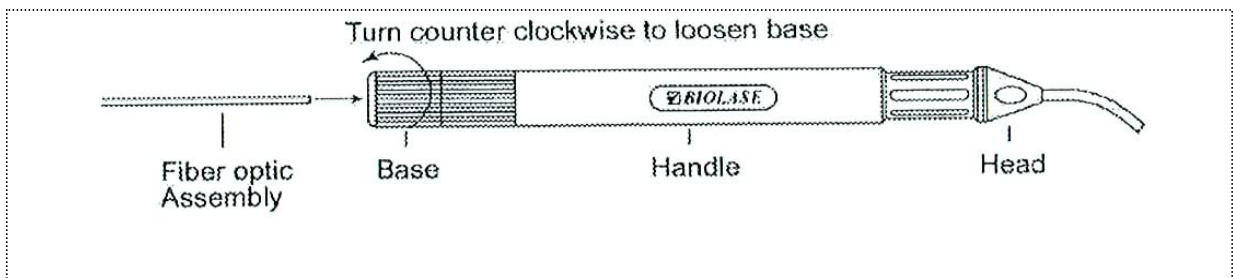 Turn counter clockwise to loosen base
BIOLASE
Fiber optic
Assembly
Base
Handle
Head